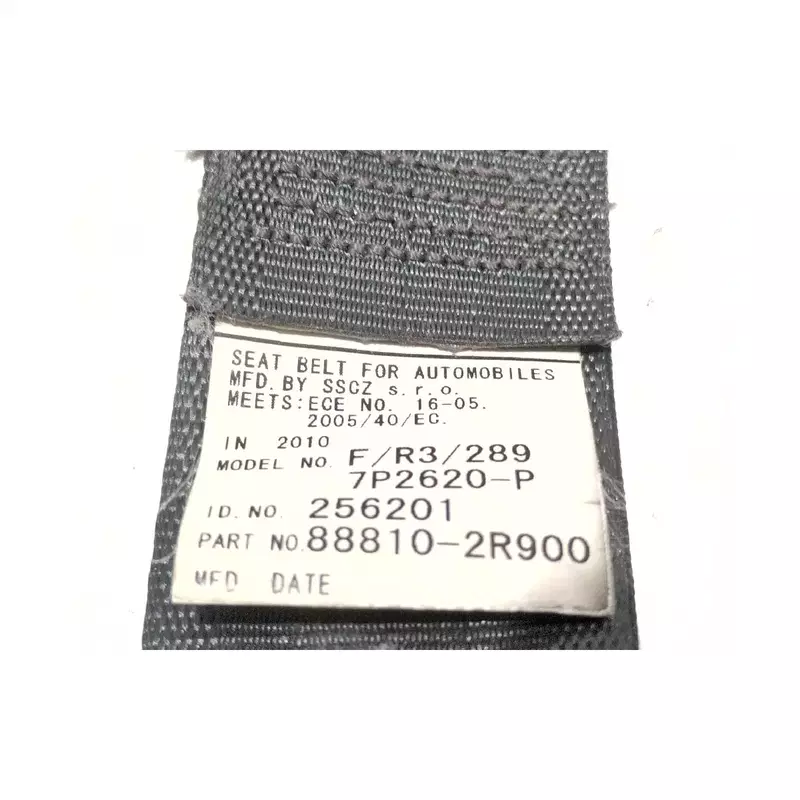 SEAT BELT FOR AUTOMOBILES
MFD. BY SSCZ s.r.o.
MEETS: ECE NO. 16-05.
2005/40/EC.
IN 2010
MODEL NO. F/R3/289
7P2620-P
ID. NO. 256201
PART NO. 88810-2R900
MFD DATE